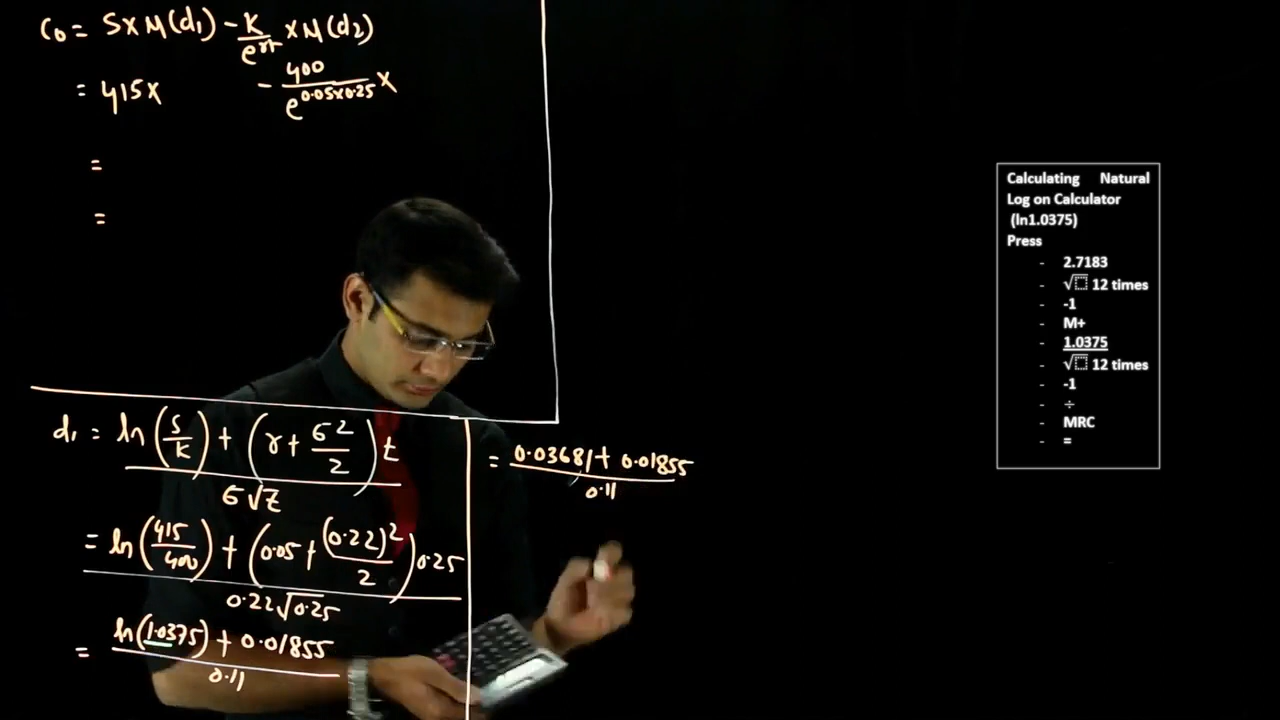 C₀ = S×N(d₁) - K/e^rt × N(d₂)
= 415× - 400/e^0.05×0.25 ×
=
=
d₁ = ln(S/K) + (r + σ²/2)t / σ√t
= ln(415/400) + (0.05 + (0.22)²/2)0.25 / 0.22√0.25
= ln(1.0375) + 0.01855 / 0.11
= 0.03681 + 0.01855 / 0.11
Calculating Natural
Log on Calculator
(ln1.0375)
Press
- 2.7183
- √⬚ 12 times
- -1
- M+
- 1.0375
- √⬚ 12 times
- -1
- ÷
- MRC
- =